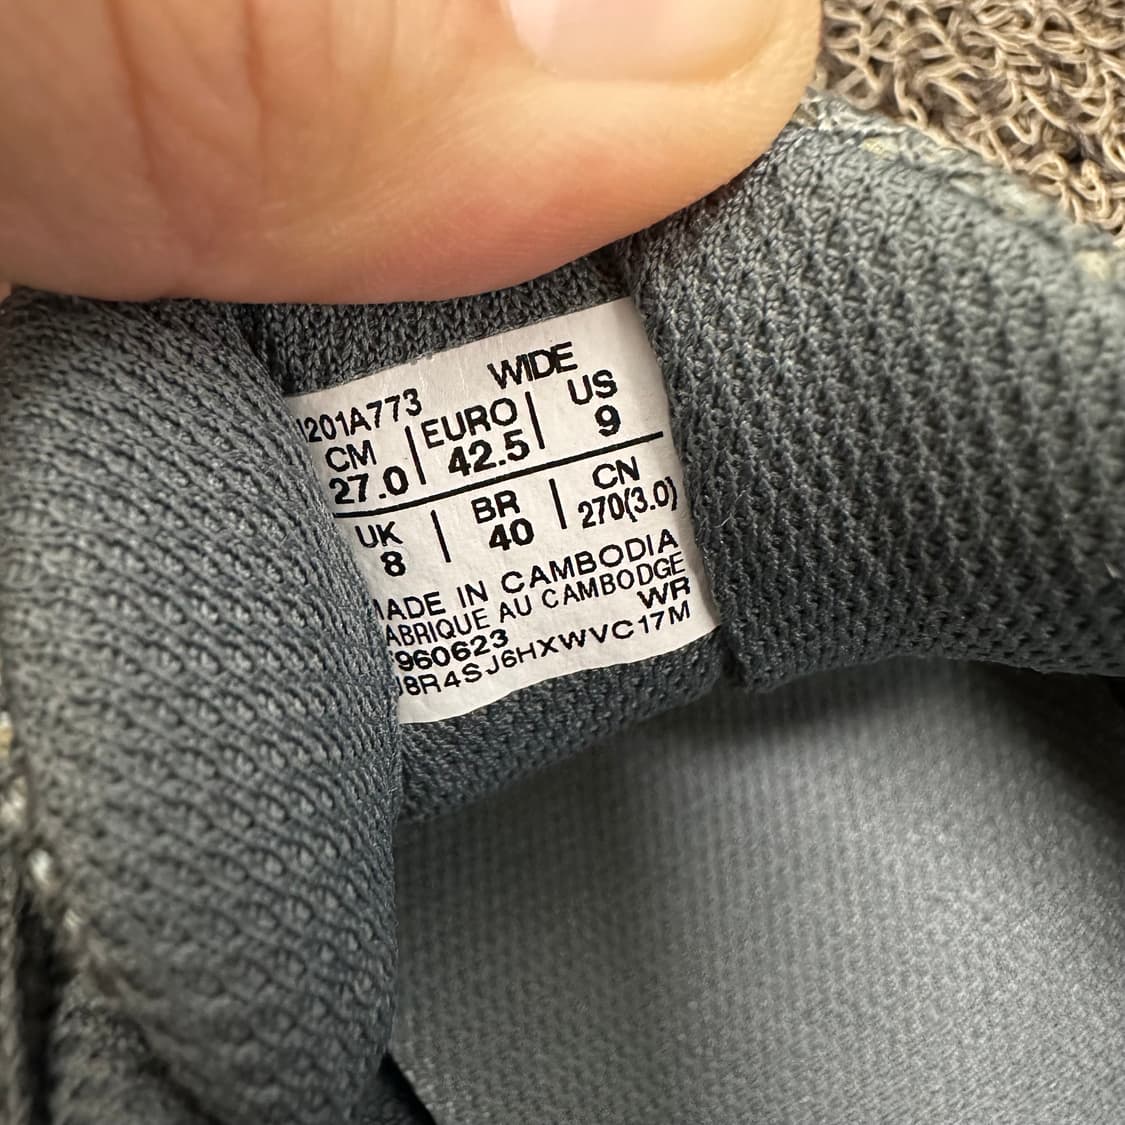 WIDE
1201A773
CM | EURO | US
27.0 | 42.5 | 9
UK | BR | CN
8 | 40 | 270(3.0)
MADE IN CAMBODIA
FABRIQUE AU CAMBODGE
960623 WR
J8R4SJ6HXWVC17M